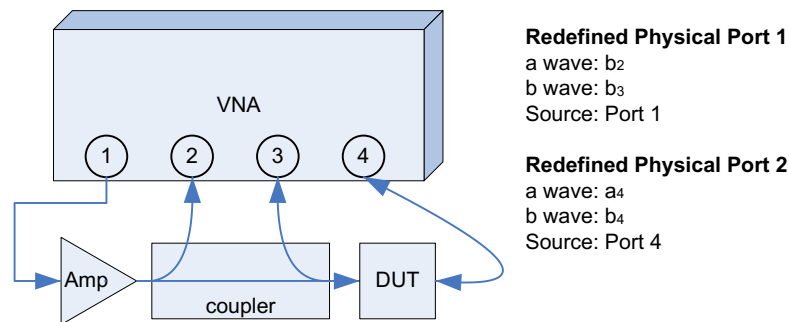 VNA
1 2 3 4
Amp
coupler
DUT
Redefined Physical Port 1
a wave: b2
b wave: b3
Source: Port 1
Redefined Physical Port 2
a wave: a4
b wave: b4
Source: Port 4